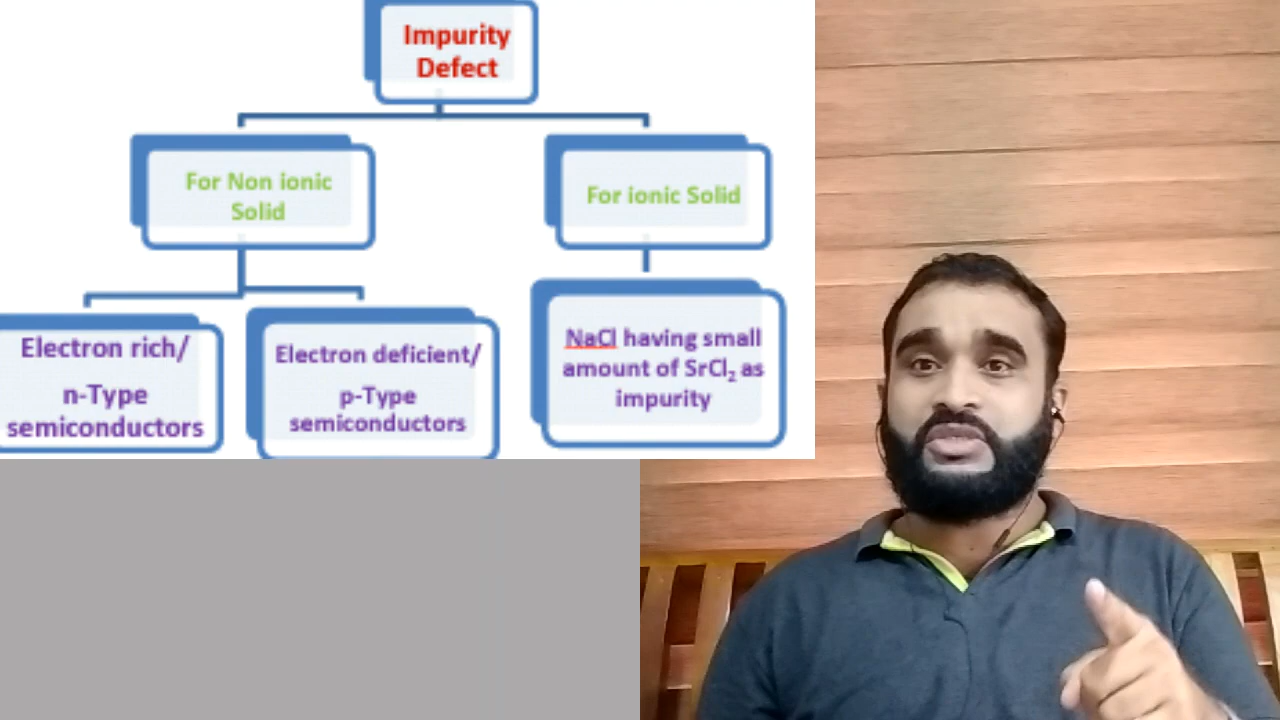 Impurity
Defect
For Non ionic
Solid
For ionic Solid
Electron rich/
n-Type
semiconductors
Electron deficient/
p-Type
semiconductors
NaCl having small
amount of SrCl₂ as
impurity